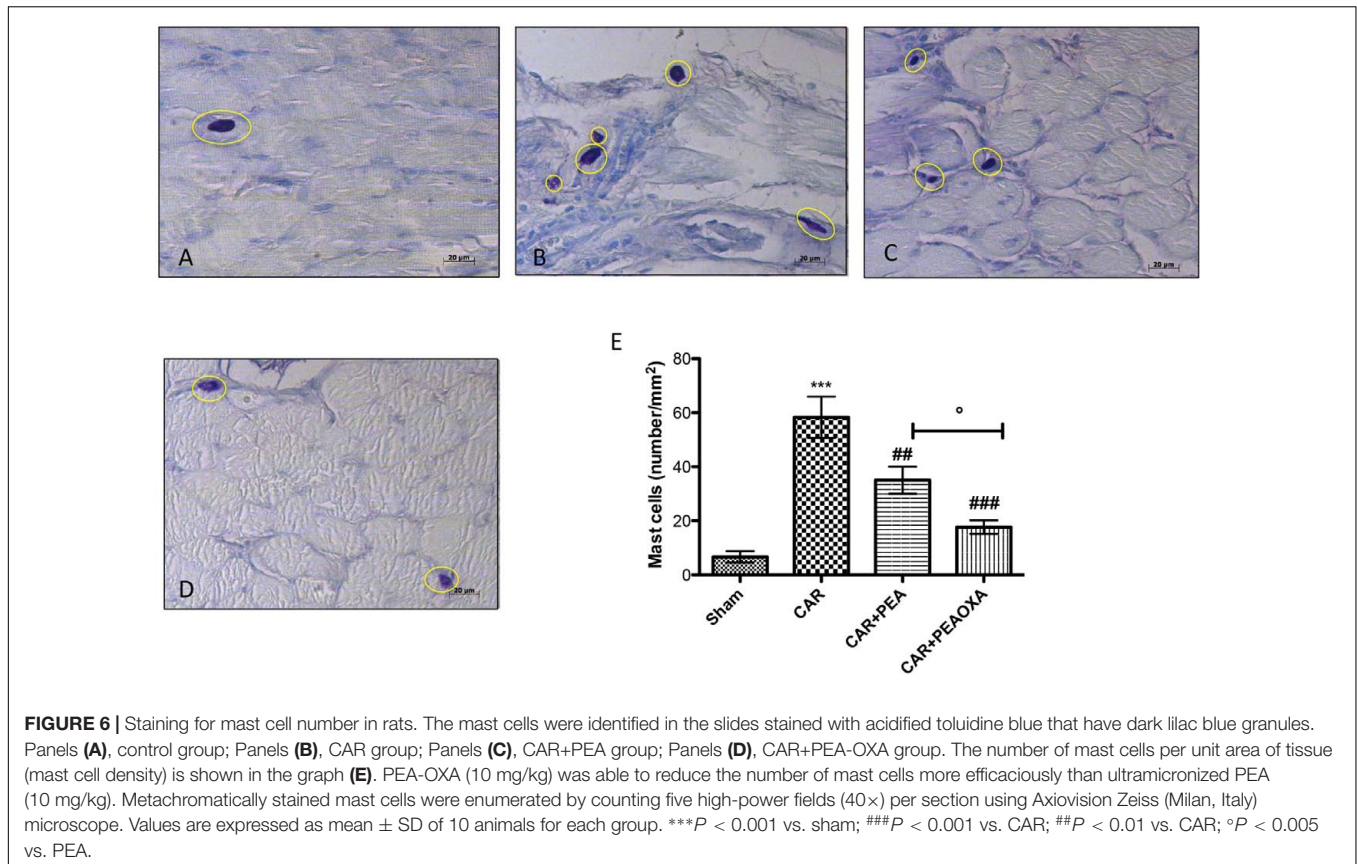 A
20 µm
B
20 µm
C
20 µm
D
20 µm
E
Mast cells (number/mm²)
80
60
40
20
0
***
##
°
###
Sham
CAR
CAR+PEA
CAR+PEAOXA
FIGURE 6 | Staining for mast cell number in rats. The mast cells were identified in the slides stained with acidified toluidine blue that have dark lilac blue granules.
Panels (A), control group; Panels (B), CAR group; Panels (C), CAR+PEA group; Panels (D), CAR+PEA-OXA group. The number of mast cells per unit area of tissue
(mast cell density) is shown in the graph (E). PEA-OXA (10 mg/kg) was able to reduce the number of mast cells more efficaciously than ultramicronized PEA
(10 mg/kg). Metachromatically stained mast cells were enumerated by counting five high-power fields (40×) per section using Axiovision Zeiss (Milan, Italy)
microscope. Values are expressed as mean ± SD of 10 animals for each group. ***P < 0.001 vs. sham; ###P < 0.001 vs. CAR; ##P < 0.01 vs. CAR; °P < 0.005
vs. PEA.